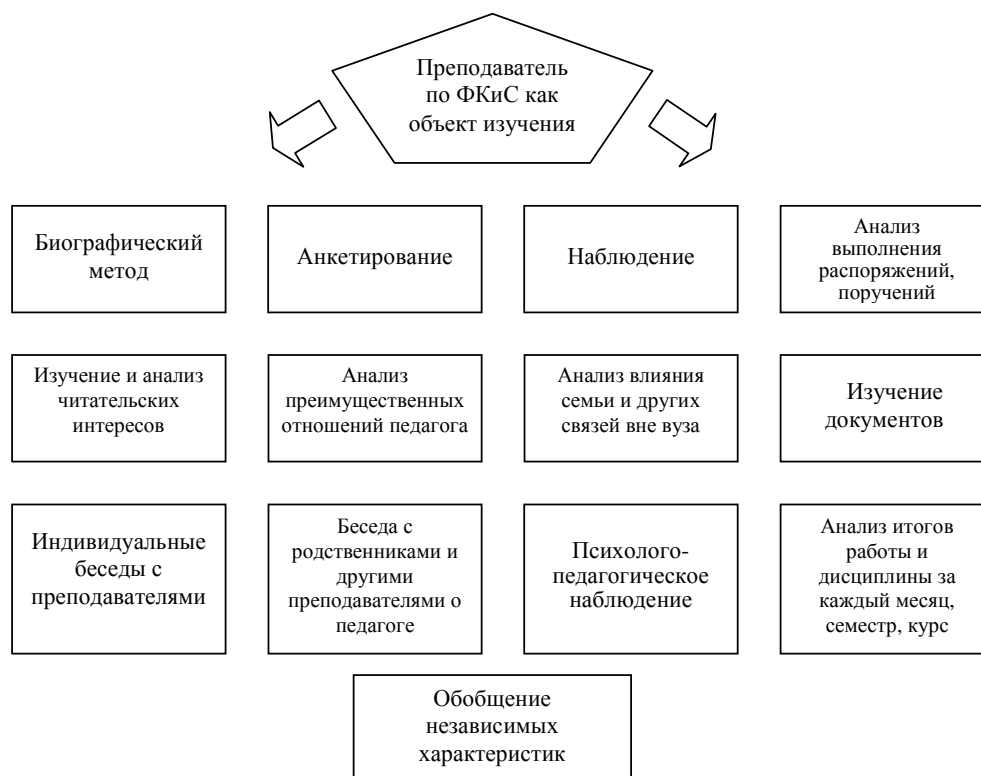 Преподаватель
по ФКиС как
объект изучения
Биографический
метод
Анкетирование
Наблюдение
Анализ
выполнения
распоряжений,
поручений
Изучение и анализ
читательских
интересов
Анализ
преимущественных
отношений педагога
Анализ влияния
семьи и других
связей вне вуза
Изучение
документов
Индивидуальные
беседы с
преподавателями
Беседа с
родственниками и
другими
преподавателями о
педагоге
Психолого-
педагогическое
наблюдение
Анализ итогов
работы и
дисциплины за
каждый месяц,
семестр, курс
Обобщение
независимых
характеристик